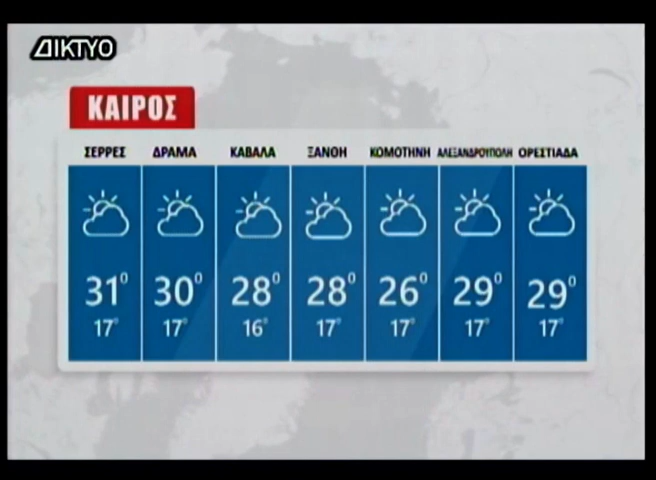 ΔΙΚΤΥΟ
ΚΑΙΡΟΣ
ΣΕΡΡΕΣ ΔΡΑΜΑ ΚΑΒΑΛΑ ΞΑΝΘΗ ΚΟΜΟΤΗΝΗ ΑΛΕΞΑΝΔΡΟΥΠΟΛΗ ΟΡΕΣΤΙΑΔΑ
31° 30° 28° 28° 26° 29° 29°
17° 17° 16° 17° 17° 17° 17°